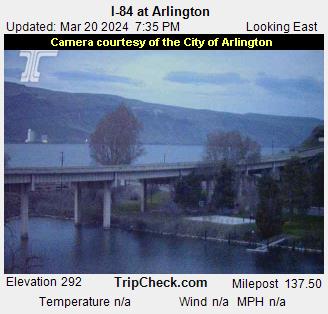 I-84 at Arlington
Updated: Mar 20 2024 7:35 PM Looking East
Camera courtesy of the City of Arlington
Elevation 292 TripCheck.com Milepost 137.50
Temperature n/a Wind n/a MPH n/a